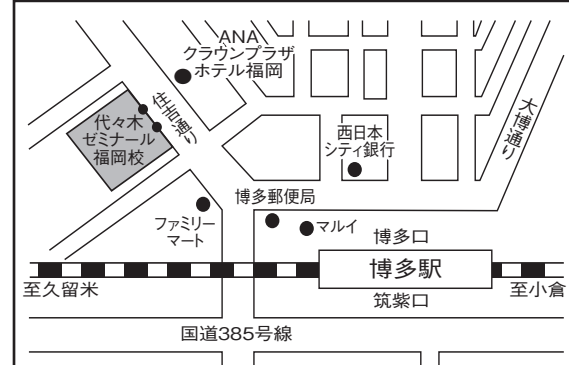 ANA
クラウンプラザ
ホテル福岡
住吉通り
代々木
ゼミナール
福岡校
大博通り
西日本
シティ銀行
博多郵便局
ファミリー
マート
マルイ
博多口
博多駅
至久留米
筑紫口
至小倉
国道385号線